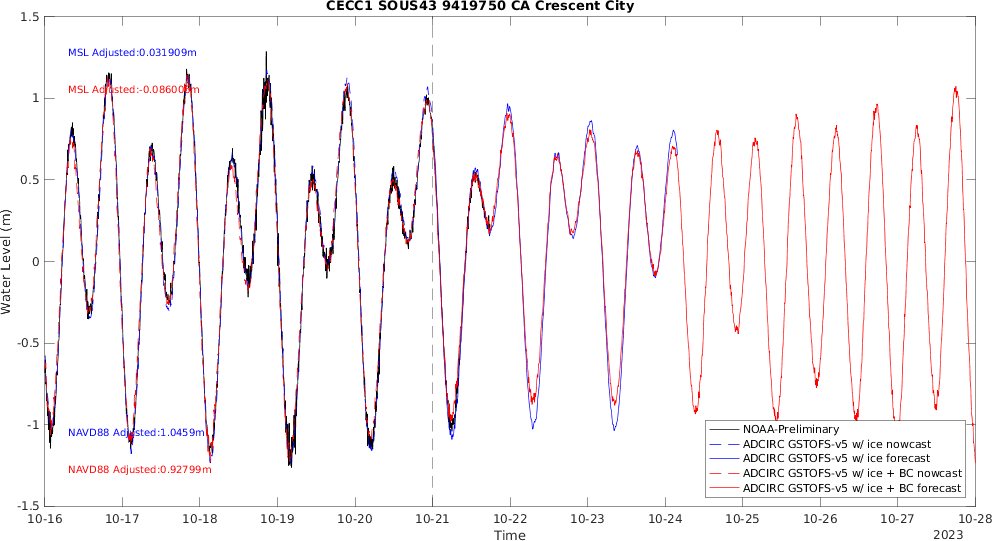 CECC1 SOUS43 9419750 CA Crescent City
1.5
1
0.5
0
-0.5
-1
-1.5
Water Level (m)
MSL Adjusted:0.031909m
MSL Adjusted:-0.086008m
NAVD88 Adjusted:1.0459m
NAVD88 Adjusted:0.92799m
NOAA-Preliminary
ADCIRC GSTOFS-v5 w/ ice nowcast
ADCIRC GSTOFS-v5 w/ ice forecast
ADCIRC GSTOFS-v5 w/ ice + BC nowcast
ADCIRC GSTOFS-v5 w/ ice + BC forecast
10-16 10-17 10-18 10-19 10-20 10-21 10-22 10-23 10-24 10-25 10-26 10-27 10-28
Time
2023